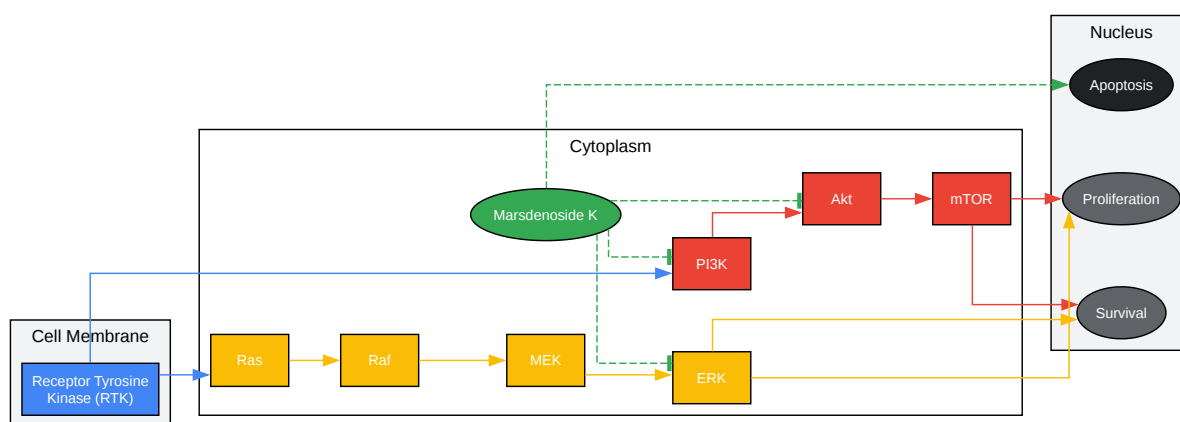 Nucleus
Apoptosis
Cytoplasm
Marsdenoside K
Akt
mTOR
Proliferation
PI3K
Survival
Cell Membrane
Receptor Tyrosine
Kinase (RTK)
Ras
Raf
MEK
ERK